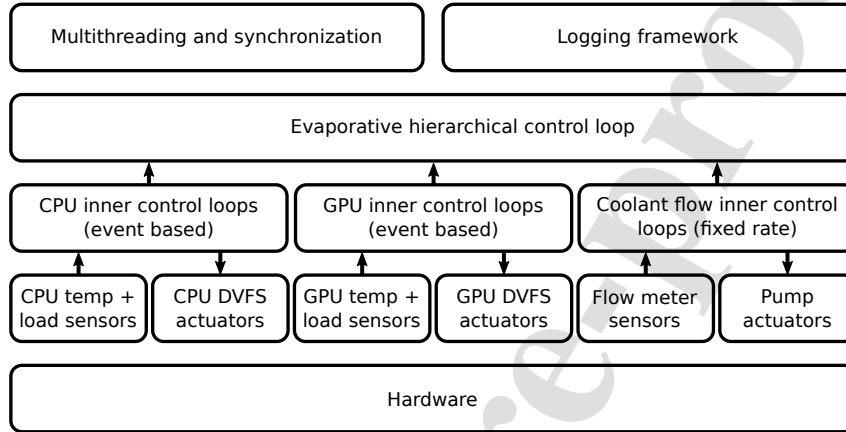 Multithreading and synchronization
Logging framework
Evaporative hierarchical control loop
CPU inner control loops
(event based)
GPU inner control loops
(event based)
Coolant flow inner control
loops (fixed rate)
CPU temp +
load sensors
CPU DVFS
actuators
GPU temp +
load sensors
GPU DVFS
actuators
Flow meter
sensors
Pump
actuators
Hardware
re-pro